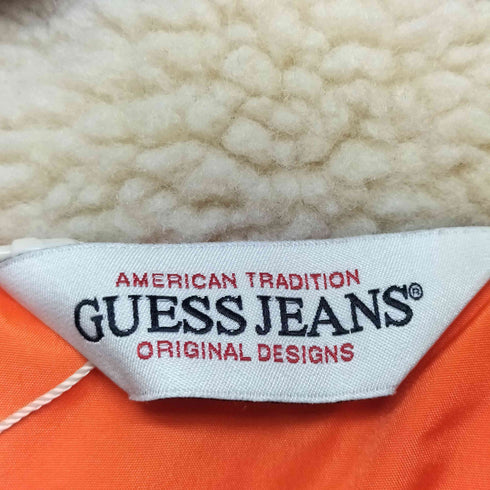 AMERICAN TRADITION
GUESS JEANS®
ORIGINAL DESIGNS